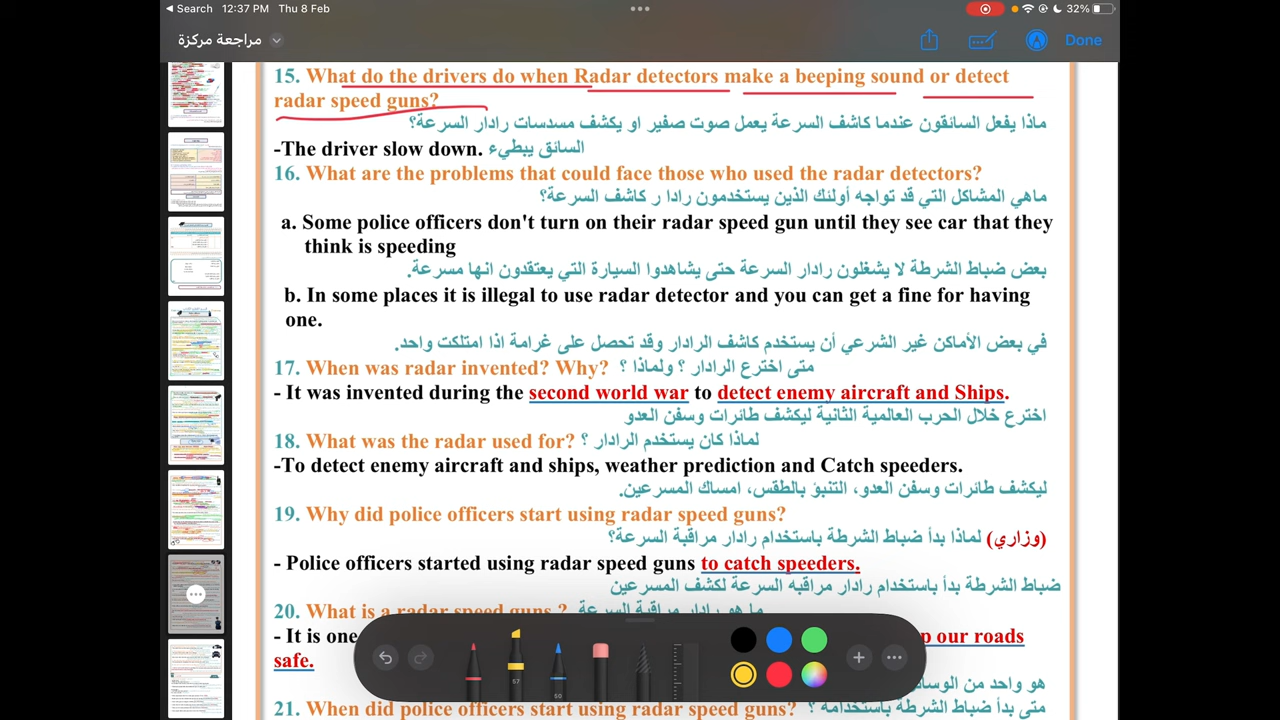 Search 12:37 PM Thu 8 Feb 32%
مراجعة مركزة
Done
15. What do the drivers do when Radar detectors make a beeping sound or detect
radar speed guns?
ماذا يفعل السائقون عندما كاشف السرعة يعمل صوت صفير او يكشف مسدسات رادار السرعة؟
-The driver slow down. السائق يبطيء
16. What are the problems that could face those who used the radar detectors?
ماهي المشاكل التي قد تواجه أولئك الذين يستخدمون رادا ر كاشف السرعة؟
a. Some police officers don't turn on their radar speed gun until they see car that they
think is speeding
بعض ضباط الشرطة لا يشغلون رادار السرعة حتى يشاهدوا السيارة التي يعتقدون انها مسرعة.
b. In some places it is illegal to use radar detector and you can get a fine for having
one.
في بعض الأماكن غير الشرعي أن يستخدم كاشف الرادار وقد تحصل على غرامة اذا امتلكت واحد.
17. When was radar invented? Why? متى اخترع الرادار ؟ ولماذا ؟
- It was invented during the second world war to detect enemy aircraft and Ships.
اخترع خلال الحرب العالمية الثانية ليكشف طائرات وسفن العدو
18. What was the radar used for? لماذا كان يستخدم الرادار ؟
-To detect enemy aircraft and ships, weather prediction and Catch speeders.
ليكشف طائرات وسفن العدو، التنبؤ بالطقس، امساك المسرعين
19. Why did police officers start using radar speed guns?
(وزاري) لماذا بدأ ضباط الشرطة باستخدام رادار مراقبة السرعة؟
- Police officers started using radar speed guns to catch speeders.
ضباط الشرطة بدأ باستخدام رادار مراقبة السرعة لكشف المسرعين
20. What is a radar speed guns ? ما هو رادار مراقبة السرعة ؟
- It is one our roads
safe.
هو واحد من
67
21. When did police officers start using radar speed guns? متى بدأ ضباط الشرطة باستخدامه ؟